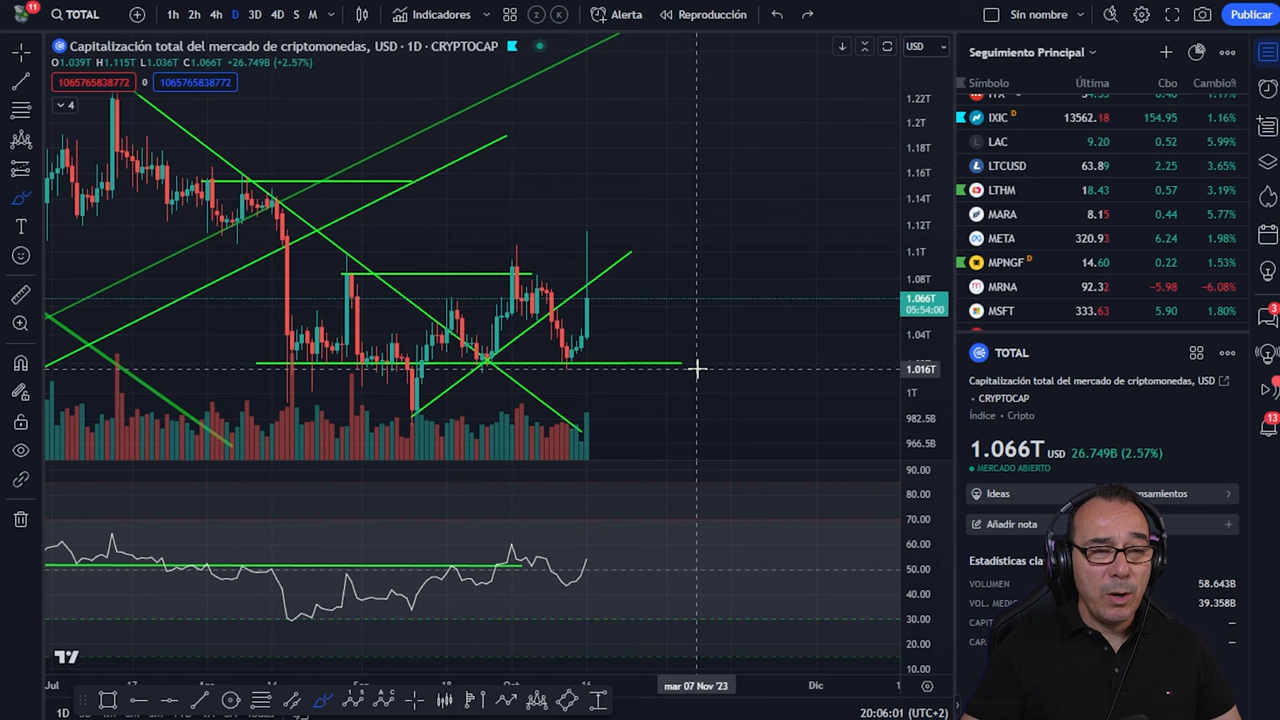 11
TOTAL
1h 2h 4h D 3D 4D S M
Indicadores
2 K
Alerta
Reproducción
Sin nombre
Publicar
Capitalización total del mercado de criptomonedas, USD · 1D · CRYPTOCAP
O1.039T H1.115T L1.036T C1.066T +26.749B (+2.57%)
1065765838772 0 1065765838772
4
USD
1.22T
1.2T
1.18T
1.16T
1.14T
1.12T
1.1T
1.08T
1.066T
05:54:00
1.04T
1.016T
1T
982.5B
966.5B
90.00
80.00
70.00
60.00
50.00
40.00
30.00
20.00
10.00
Jul 17 mar 07 Nov '23 Dic
1D
20:06:01 (UTC+2)
Seguimiento Principal
Símbolo Última Cbo Cambio%
IXIC D 13562.18 154.95 1.16%
LAC 9.20 0.52 5.99%
LTCUSD 63.89 2.25 3.65%
LTHM 18.43 0.57 3.19%
MARA 8.15 0.44 5.77%
META 320.93 6.24 1.98%
MPNGF D 14.60 0.22 1.53%
MRNA 92.32 −5.98 −6.08%
MSFT 333.63 5.90 1.80%
TOTAL
Capitalización total del mercado de criptomonedas, USD
• CRYPTOCAP
Índice • Cripto
1.066T USD 26.749B (2.57%)
MERCADO ABIERTO
Ideas
Añadir nota
VOLUMEN 58.643B
39.358B
3
13